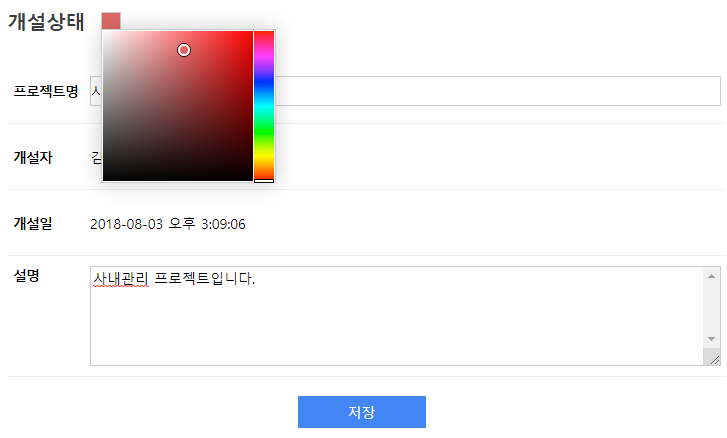 개설상태
프로젝트명
개설자
개설일 2018-08-03 오후 3:09:06
설명 사내관리 프로젝트입니다.
저장